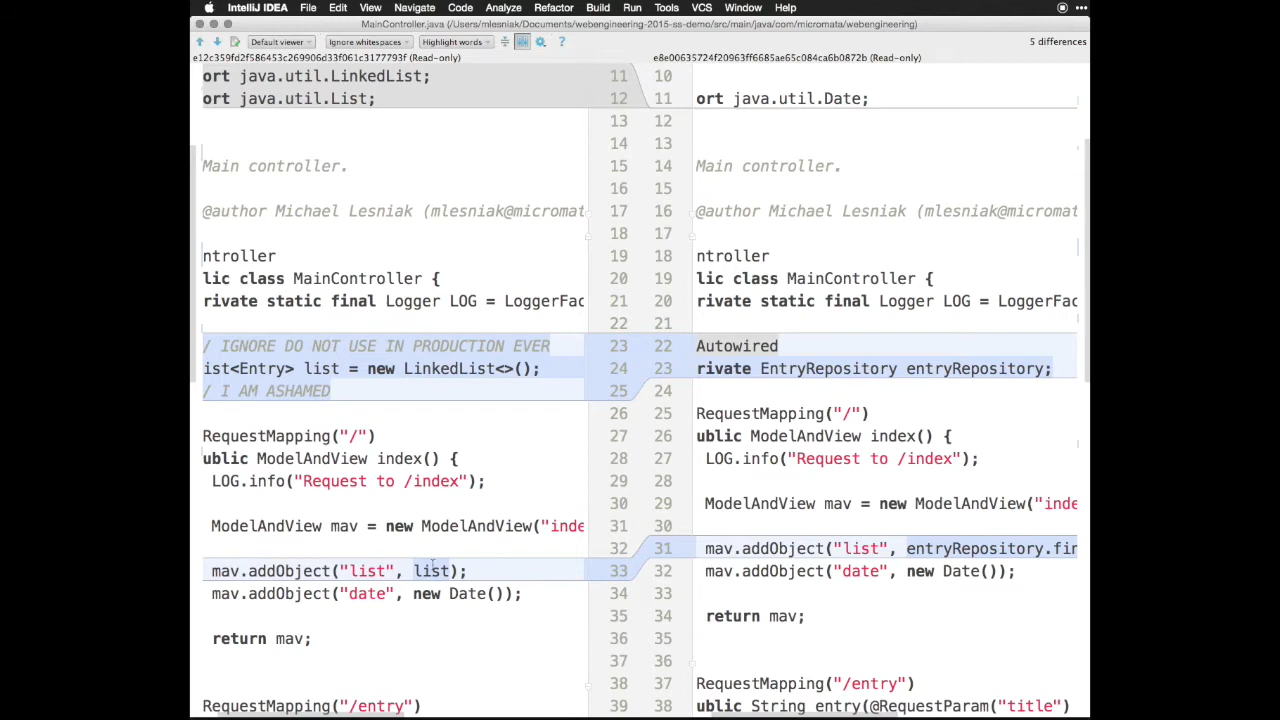 IntelliJ IDEA File Edit View Navigate Code Analyze Refactor Build Run Tools VCS Window Help
MainController.java (/Users/mlesniak/Documents/webengineering-2015-ss-demo/src/main/java/com/micromata/webengineering)
Default viewer Ignore whitespaces Highlight words ? 5 differences
e12c359fd2f586453c269906d33f061c3177793f (Read-only)
e8e00635724f20963ff6685ae65c084ca6b0872b (Read-only)
ort java.util.LinkedList; 11
ort java.util.List; 12
13
14
Main controller. 15
16
@author Michael Lesniak (mlesniak@micromat 17
18
ntroller 19
lic class MainController { 20
rivate static final Logger LOG = LoggerFac 21
22
/ IGNORE DO NOT USE IN PRODUCTION EVER 23
ist<Entry> list = new LinkedList<>(); 24
/ I AM ASHAMED 25
26
RequestMapping("/") 27
ublic ModelAndView index() { 28
LOG.info("Request to /index"); 29
30
ModelAndView mav = new ModelAndView("inde 31
32
mav.addObject("list", list); 33
mav.addObject("date", new Date()); 34
35
return mav; 36
37
38
RequestMapping("/entry") 39
10
11 ort java.util.Date;
12
13
14 Main controller.
15
16 @author Michael Lesniak (mlesniak@micromat
17
18 ntroller
19 lic class MainController {
20 rivate static final Logger LOG = LoggerFac
21
22 Autowired
23 rivate EntryRepository entryRepository;
24
25 RequestMapping("/")
26 ublic ModelAndView index() {
27 LOG.info("Request to /index");
28
29 ModelAndView mav = new ModelAndView("inde
30
31 mav.addObject("list", entryRepository.fin
32 mav.addObject("date", new Date());
33
34 return mav;
35
36
37 RequestMapping("/entry")
38 ublic String entry(@RequestParam("title")